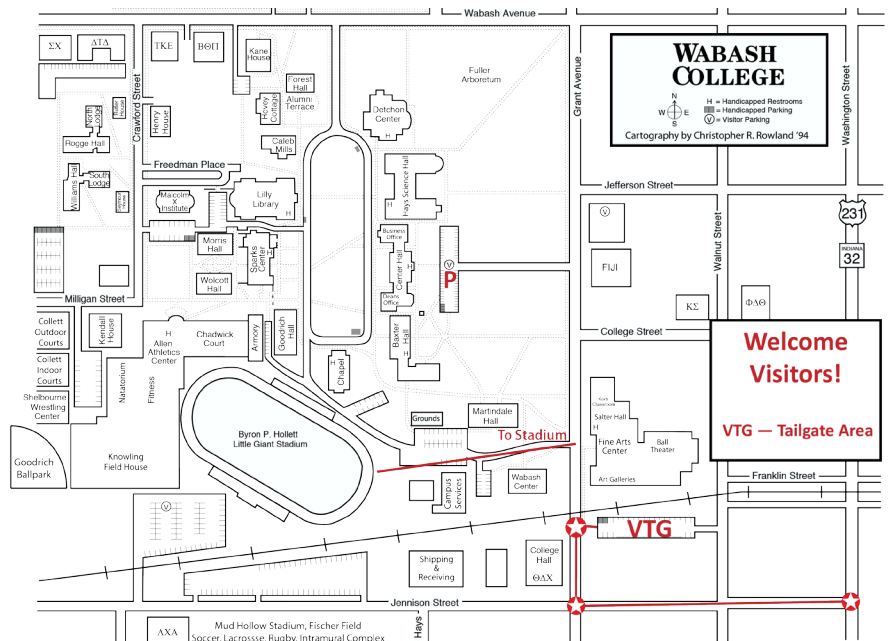 Wabash Avenue
ΣΧ
ΔΤΔ
ΤΚΕ
ΒΘΠ
Kane
House
Forest
Hall
Hovey
Cottage
Alumni
Terrace
Caleb
Mills
Fuller
Arboretum
Detchon
Center
H
Grant Avenue
WABASH
COLLEGE
N
W E
S
H = Handicapped Restrooms
= Handicapped Parking
V = Visitor Parking
Cartography by Christopher R. Rowland '94
Washington Street
Crawford Street
North
Lodge
Henry
House
Rogge Hall
Freedman Place
Williams Hall
South
Lodge
Malcolm
X
Institute
Lilly
Library
H
Hays Science Hall
H
Jefferson Street
Walnut Street
V
231
INDIANA
32
Business
Office
Morris
Hall
Sparks
Center
H
Center Hall
H
V
P
FIJI
Wolcott
Hall
Deans
Office
Milligan Street
ΚΣ
ΦΔΘ
Collett
Outdoor
Courts
Kendall
House
H
Allen
Athletics
Center
Chadwick
Court
Armory
Goodrich
Hall
H
Baxter
Hall
H
College Street
Welcome
Visitors!
VTG — Tailgate Area
Collett
Indoor
Courts
Natatorium
Fitness
Chapel
H
Shelbourne
Wrestling
Center
Byron P. Hollett
Little Giant Stadium
Grounds
Martindale
Hall
To Stadium
Salter Hall
H
Fine Arts
Center
Ball
Theater
Art Galleries
Goodrich
Ballpark
Knowling
Field House
Campus
Services
Wabash
Center
Franklin Street
V
VTG
Shipping
&
Receiving
College
Hall
ΘΔΧ
Jennison Street
ΛΧΑ
Mud Hollow Stadium, Fischer Field
Soccer, Lacrossse, Rugby, Intramural Complex
Hays